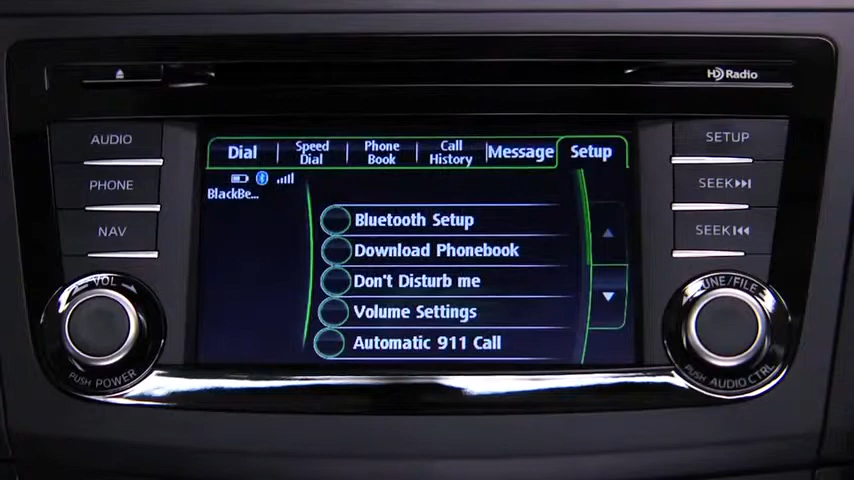 HD Radio
AUDIO
PHONE
NAV
VOL
PUSH POWER
Dial
Speed
Dial
Phone
Book
Call
History
Message
Setup
BlackBe...
Bluetooth Setup
Download Phonebook
Don't Disturb me
Volume Settings
Automatic 911 Call
SETUP
SEEK
SEEK
TUNE/FILE
PUSH AUDIO CTRL